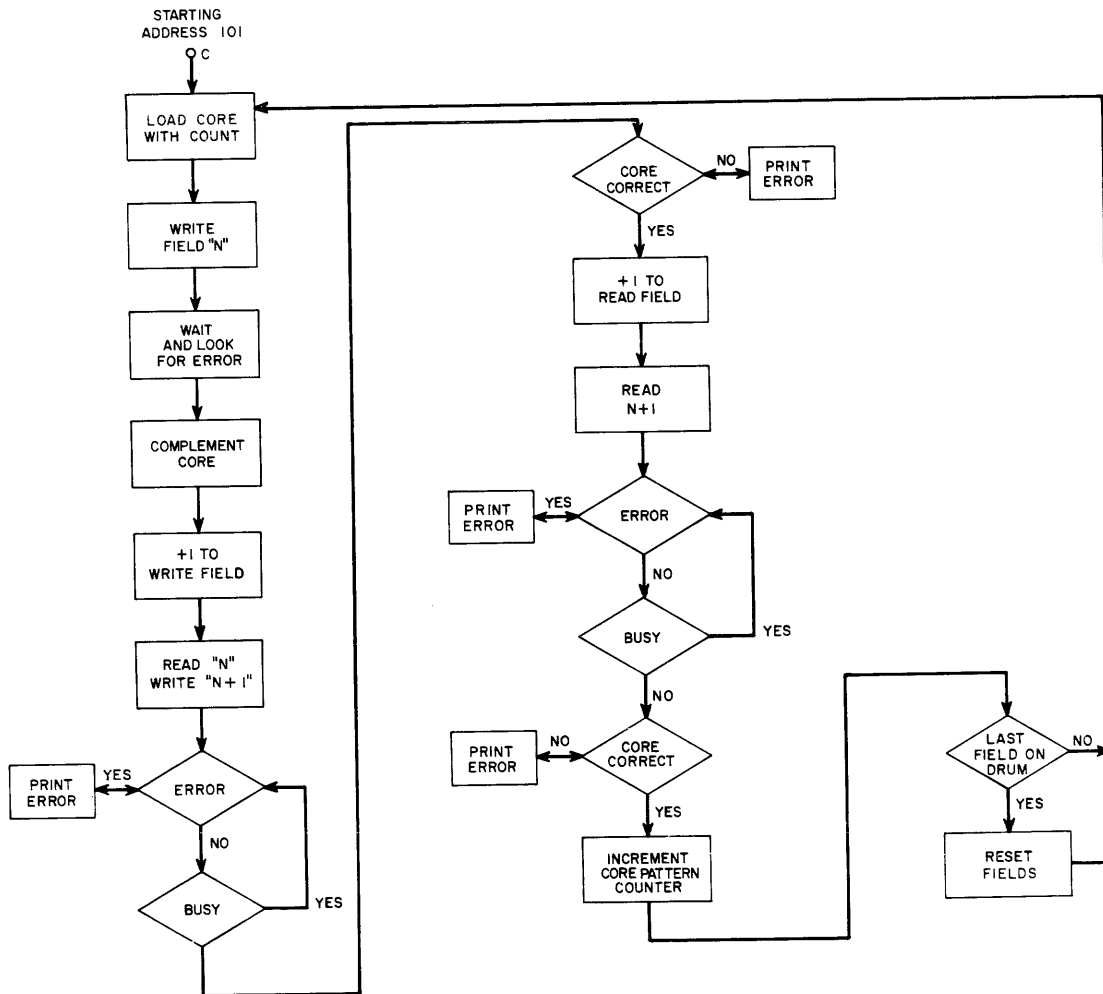 STARTING
ADDRESS 101
C
LOAD CORE
WITH COUNT
WRITE
FIELD "N"
WAIT
AND LOOK
FOR ERROR
COMPLEMENT
CORE
+1 TO
WRITE FIELD
READ "N"
WRITE "N+1"
ERROR
YES
PRINT
ERROR
NO
BUSY
YES
CORE
CORRECT
NO
PRINT
ERROR
YES
+1 TO
READ FIELD
READ
N+1
ERROR
YES
PRINT
ERROR
NO
BUSY
YES
NO
CORE
CORRECT
NO
PRINT
ERROR
YES
INCREMENT
CORE PATTERN
COUNTER
LAST
FIELD ON
DRUM
NO
YES
RESET
FIELDS